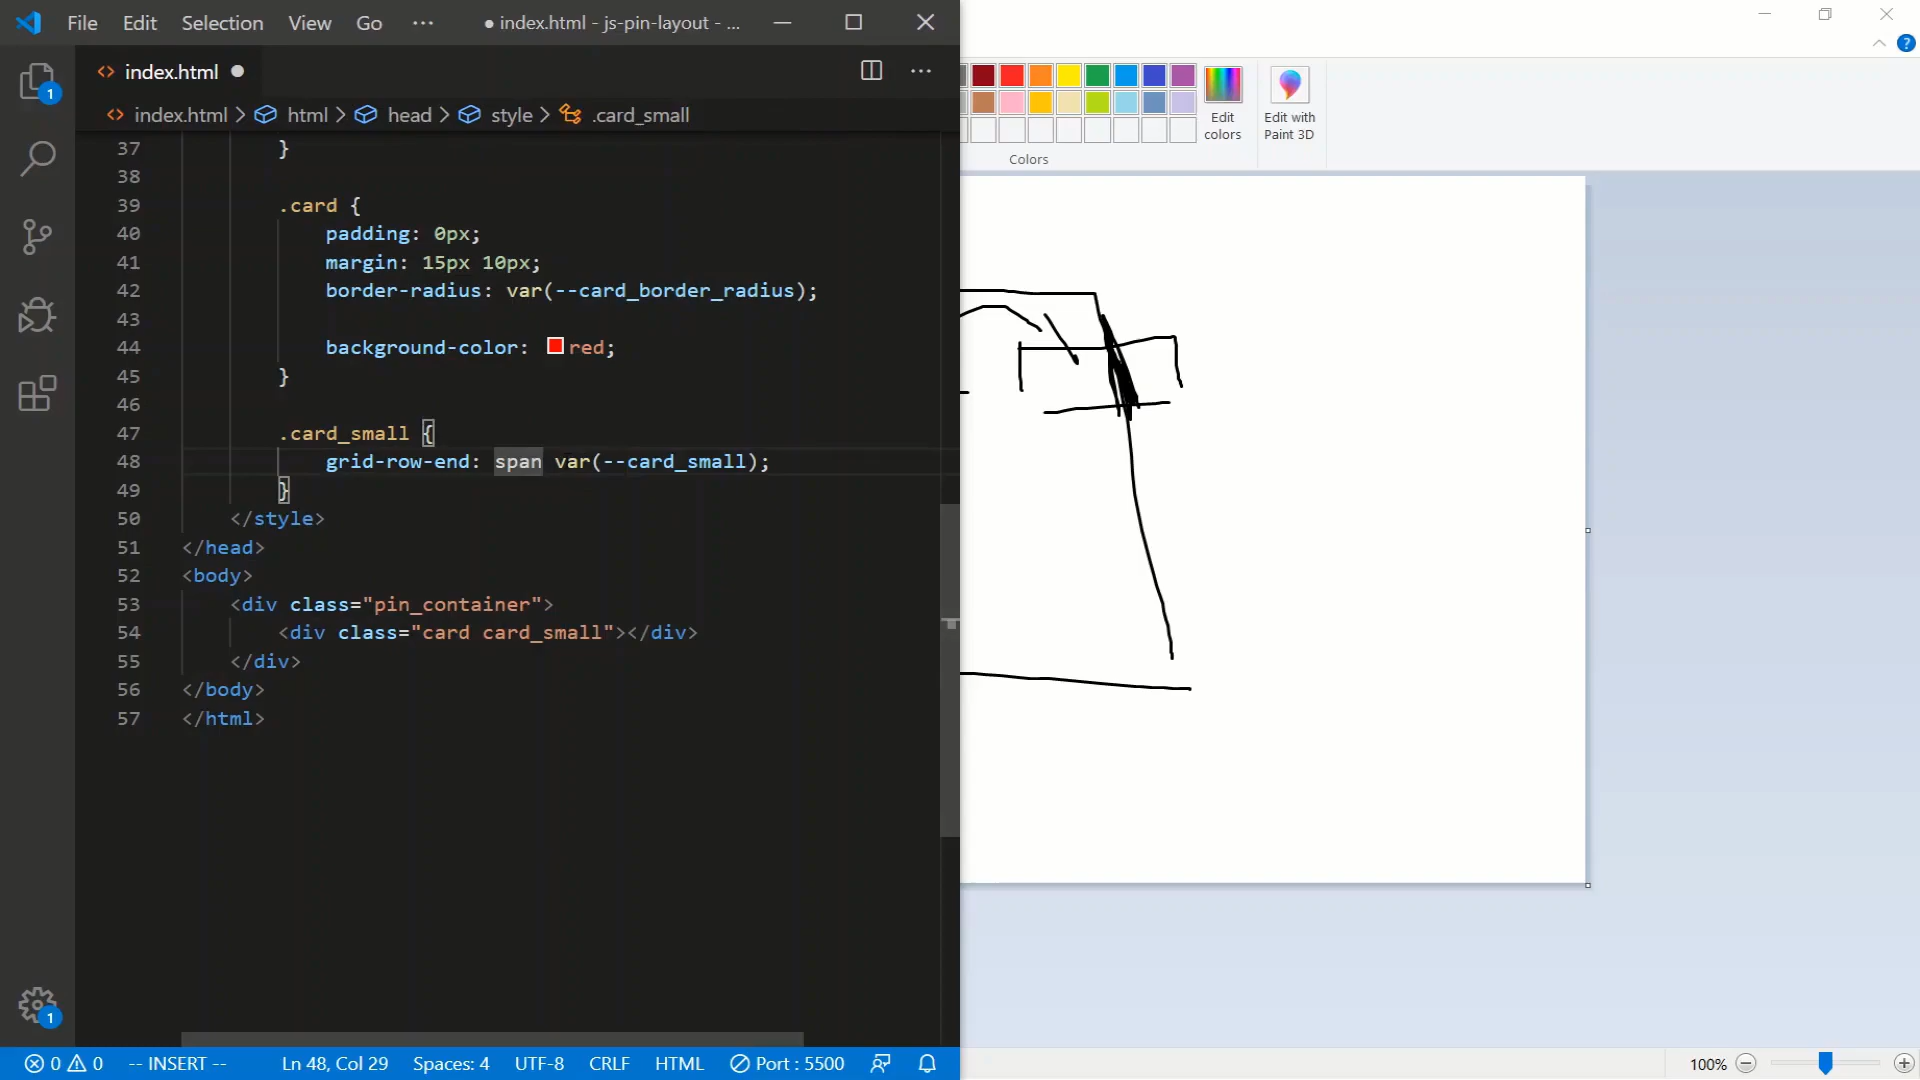 File Edit Selection View Go ··· ● index.html - js-pin-layout - ...
index.html
index.html > html > head > style > .card_small
37 }
38
39 .card {
40 padding: 0px;
41 margin: 15px 10px;
42 border-radius: var(--card_border_radius);
43
44 background-color: red;
45 }
46
47 .card_small {
48 grid-row-end: span var(--card_small);
49 }
50 </style>
51 </head>
52 <body>
53 <div class="pin_container">
54 <div class="card card_small"></div>
55 </div>
56 </body>
57 </html>
1
1
0 0 -- INSERT -- Ln 48, Col 29 Spaces: 4 UTF-8 CRLF HTML Port : 5500
Edit colors
Edit with Paint 3D
Colors
?
100%